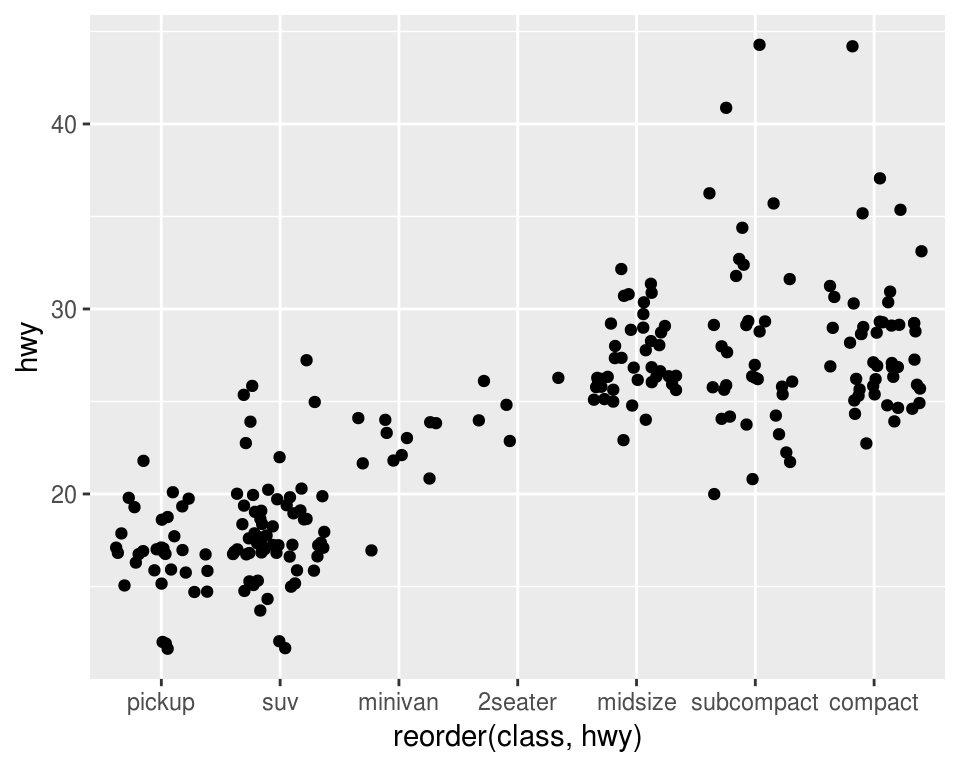 hwy
40
30
20
pickup suv minivan 2seater midsize subcompact compact
reorder(class, hwy)